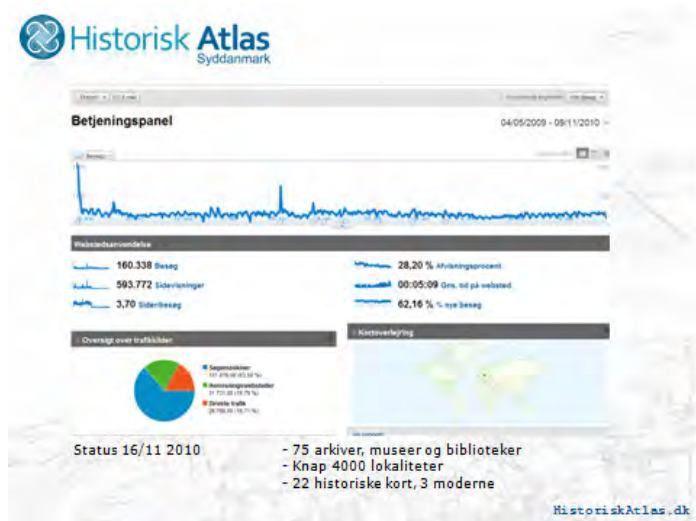 Historisk Atlas
Syddanmark
Betjeningspanel
04/05/2009 - 09/11/2010
Besøg
Webstedsanvendelse
160.338 Besøg
28,20 % Afvisningsprocent
593.772 Sidevisninger
00:05:09 Gns. tid på websted
3,70 Sider/besøg
62,16 % % nye besøg
Oversigt over trafikkilder
Kortoverlejring
Søgemaskiner
Henvisningswebsteder
Direkte trafik
Status 16/11 2010
- 75 arkiver, museer og biblioteker
- Knap 4000 lokaliteter
- 22 historiske kort, 3 moderne
HistoriskAtlas.dk